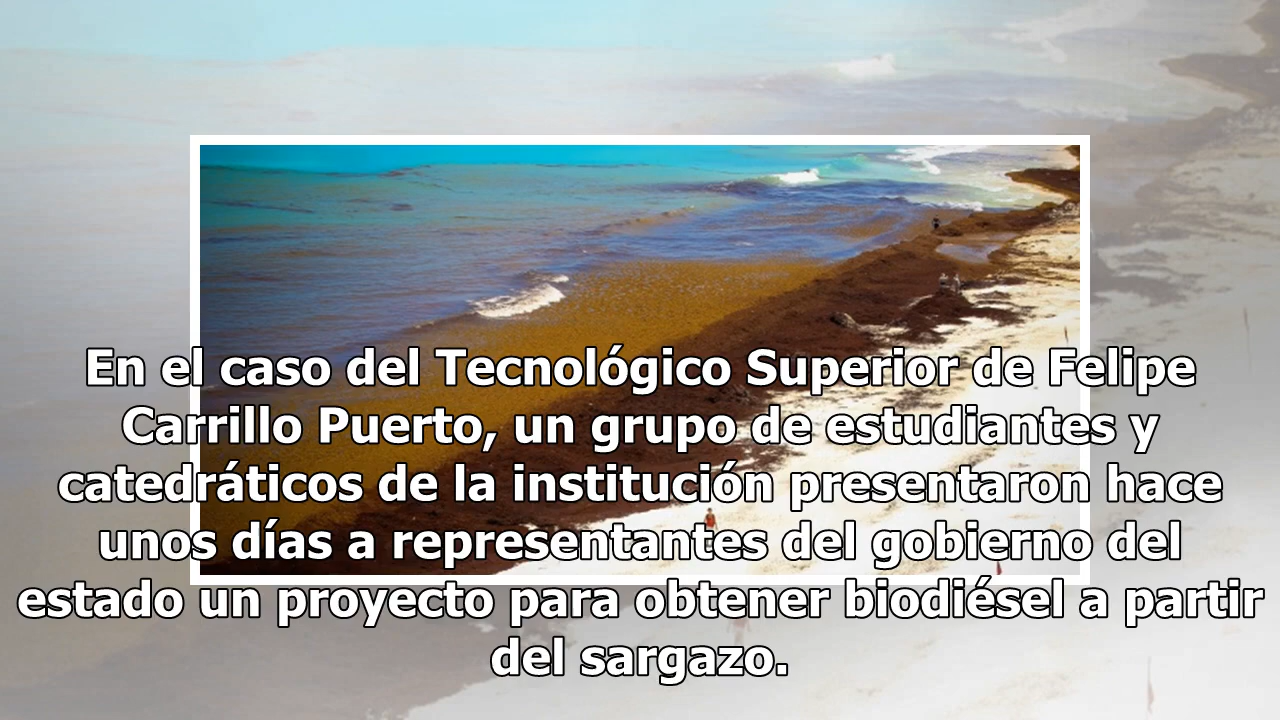 En el caso del Tecnológico Superior de Felipe
Carrillo Puerto, un grupo de estudiantes y
catedráticos de la institución presentaron hace
unos días a representantes del gobierno del
estado un proyecto para obtener biodiésel a partir
del sargazo.